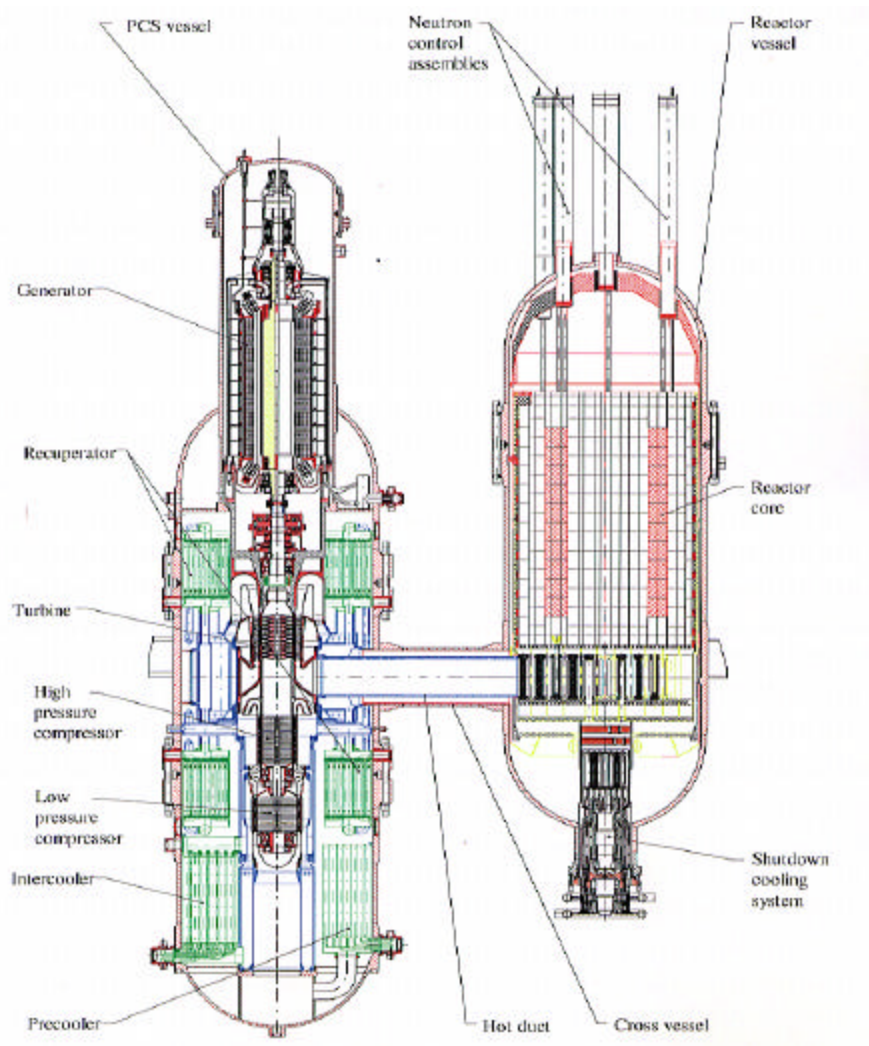 PCS vessel
Neutron
control
assemblies
Reactor
vessel
Generator
Recuperator
Reactor
core
Turbine
High
pressure
compressor
Low
pressure
compressor
Intercooler
Shutdown
cooling
system
Precooler
Hot duct
Cross vessel